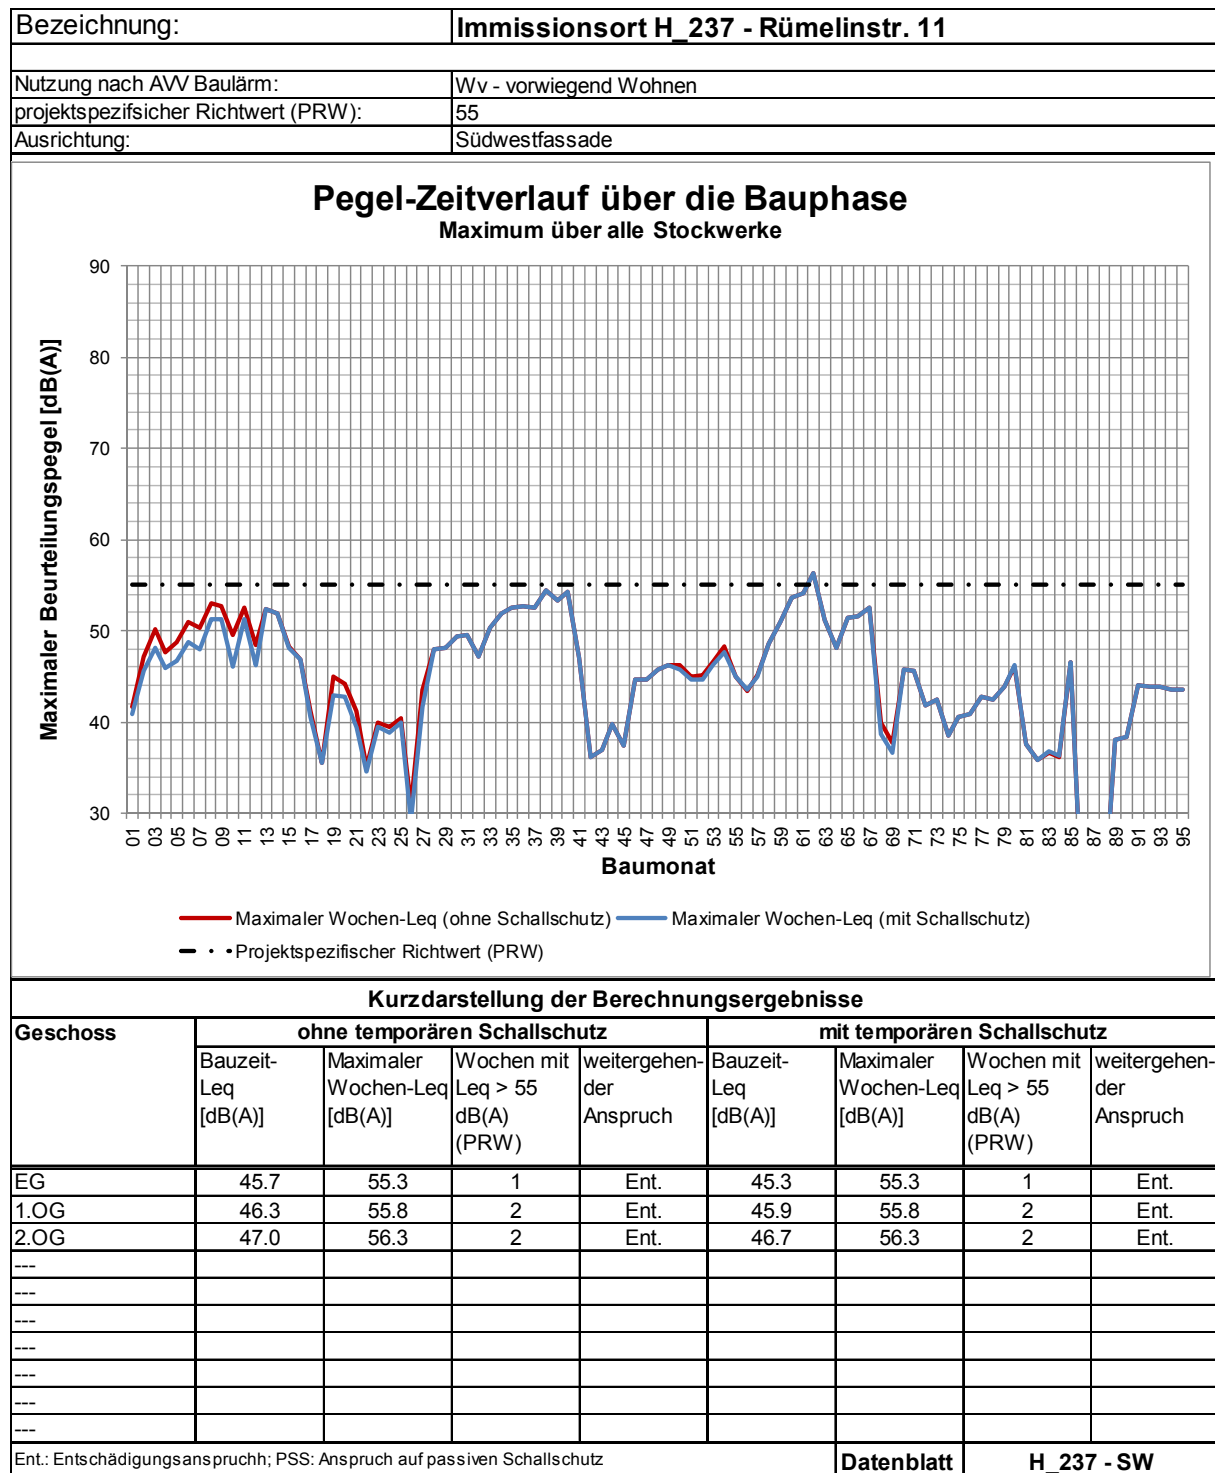 Bezeichnung: Immissionsort H_237 - Rümelinstr. 11
Nutzung nach AVV Baulärm: Wv - vorwiegend Wohnen
projektspezifsicher Richtwert (PRW): 55
Ausrichtung: Südwestfassade
Pegel-Zeitverlauf über die Bauphase
Maximum über alle Stockwerke
Maximaler Beurteilungspegel [dB(A)]
90
80
70
60
50
40
30
01 03 05 07 09 11 13 15 17 19 21 23 25 27 29 31 33 35 37 39 41 43 45 47 49 51 53 55 57 59 61 63 65 67 69 71 73 75 77 79 81 83 85 87 89 91 93 95
Baumonat
Maximaler Wochen-Leq (ohne Schallschutz) Maximaler Wochen-Leq (mit Schallschutz)
Projektspezifischer Richtwert (PRW)
Kurzdarstellung der Berechnungsergebnisse
Geschoss ohne temporären Schallschutz mit temporären Schallschutz
Bauzeit- Maximaler Wochen mit weitergehen- Bauzeit- Maximaler Wochen mit weitergehen-
Leq Wochen-Leq Leq > 55 der Leq Wochen-Leq Leq > 55 der
[dB(A)] [dB(A)] dB(A) Anspruch [dB(A)] [dB(A)] dB(A) Anspruch
(PRW) (PRW)
EG 45.7 55.3 1 Ent. 45.3 55.3 1 Ent.
1.OG 46.3 55.8 2 Ent. 45.9 55.8 2 Ent.
2.OG 47.0 56.3 2 Ent. 46.7 56.3 2 Ent.
---
---
---
---
---
---
---
Ent.: Entschädigungsanspruchh; PSS: Anspruch auf passiven Schallschutz Datenblatt H_237 - SW